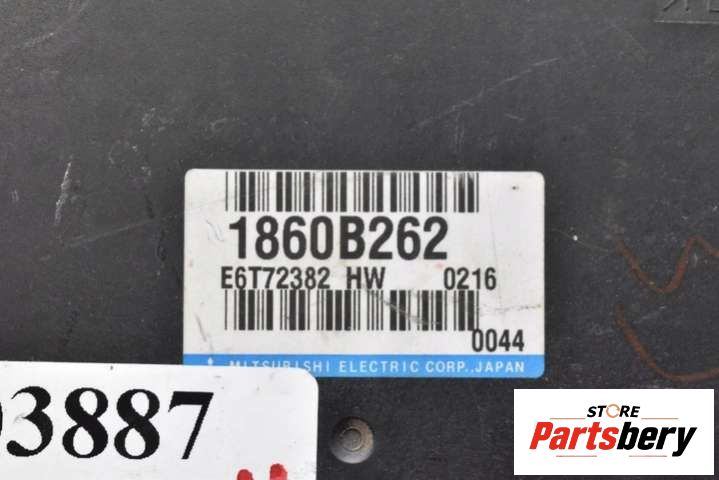 1860B262
E6T72382 HW 0216
0044
MITSUBISHI ELECTRIC CORP., JAPAN
3887
STORE
Partsbery